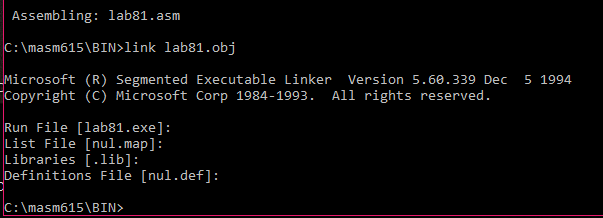 Assembling: lab81.asm
C:\masm615\BIN>link lab81.obj
Microsoft (R) Segmented Executable Linker  Version 5.60.339 Dec  5 1994
Copyright (C) Microsoft Corp 1984-1993.  All rights reserved.
Run File [lab81.exe]:
List File [nul.map]:
Libraries [.lib]:
Definitions File [nul.def]:
C:\masm615\BIN>